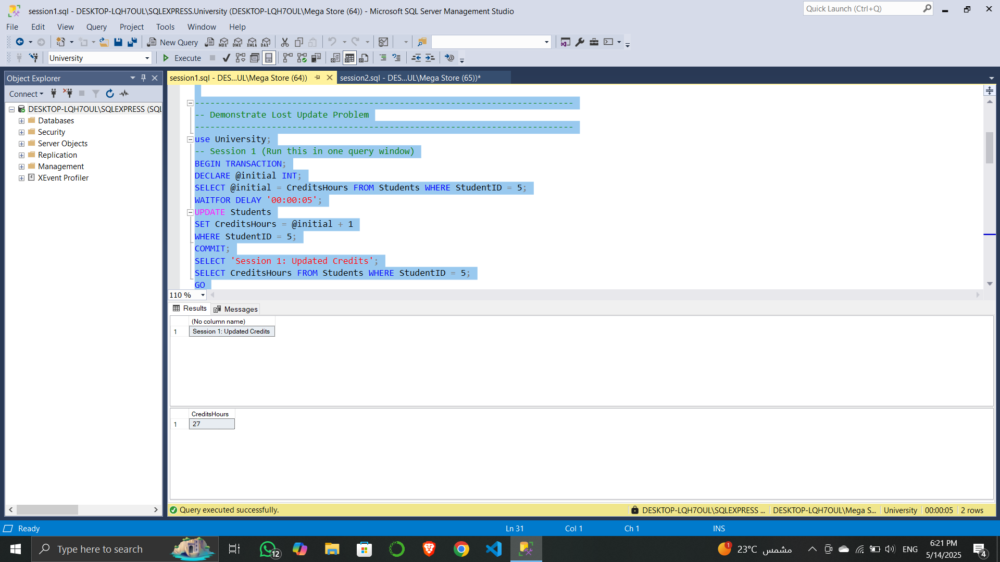 session1.sql - DESKTOP-LQH7OUL\SQLEXPRESS.University (DESKTOP-LQH7OUL\Mega Store (64)) - Microsoft SQL Server Management Studio
Quick Launch (Ctrl+Q)
File Edit View Query Project Tools Window Help
New Query MDX DMX XMLA DAX
University Execute
Object Explorer
Connect
DESKTOP-LQH7OUL\SQLEXPRESS (SQL
Databases
Security
Server Objects
Replication
Management
XEvent Profiler
session1.sql - DES...UL\Mega Store (64)) session2.sql - DES...UL\Mega Store (65))*
--------------------------------------------------------------------------
-- Demonstrate Lost Update Problem
--------------------------------------------------------------------------
use University;
-- Session 1 (Run this in one query window)
BEGIN TRANSACTION;
DECLARE @initial INT;
SELECT @initial = CreditsHours FROM Students WHERE StudentID = 5;
WAITFOR DELAY '00:00:05';
UPDATE Students
SET CreditsHours = @initial + 1
WHERE StudentID = 5;
COMMIT;
SELECT 'Session 1: Updated Credits';
SELECT CreditsHours FROM Students WHERE StudentID = 5;
GO
110 %
Results Messages
(No column name)
1 Session 1: Updated Credits
CreditsHours
1 27
Query executed successfully.
DESKTOP-LQH7OUL\SQLEXPRESS ... DESKTOP-LQH7OUL\Mega S... University 00:00:05 2 rows
Ready Ln 31 Col 1 Ch 1 INS
Type here to search
12
1
23°C مشمس
ENG
6:21 PM
5/14/2025
4